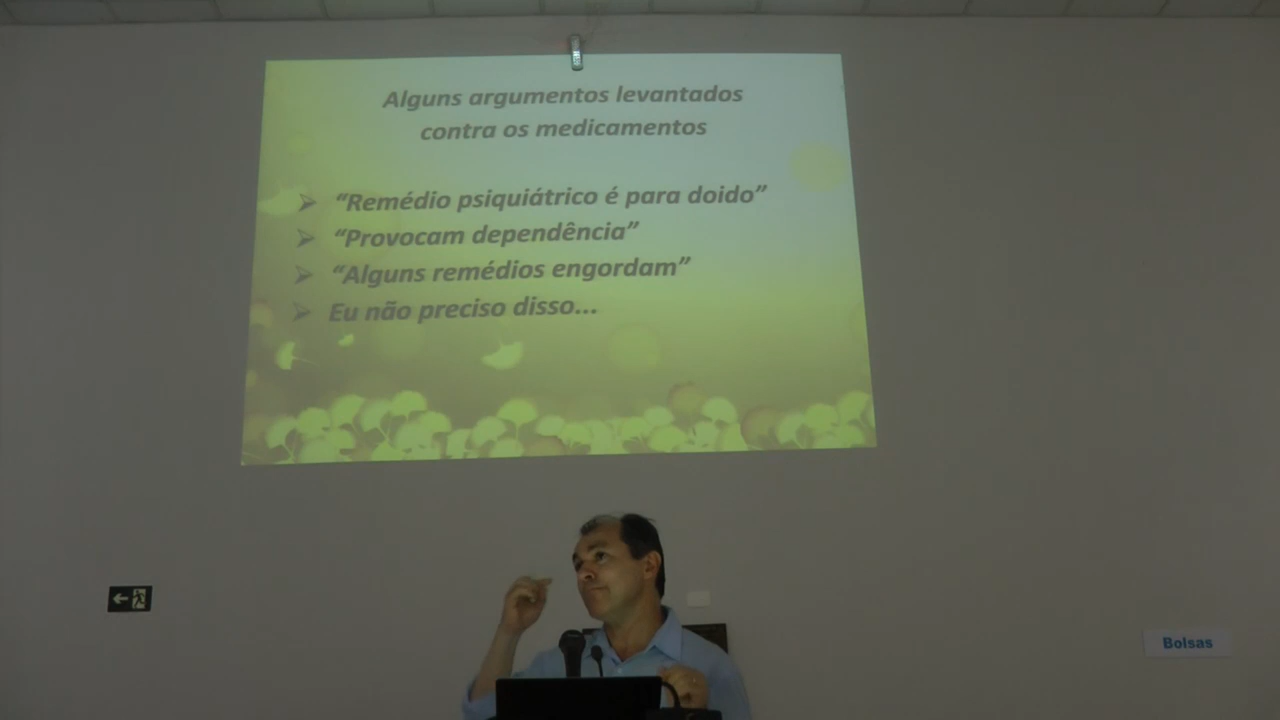 Alguns argumentos levantados
contra os medicamentos
“Remédio psiquiátrico é para doido”
“Provocam dependência”
“Alguns remédios engordam”
Eu não preciso disso...
Bolsas